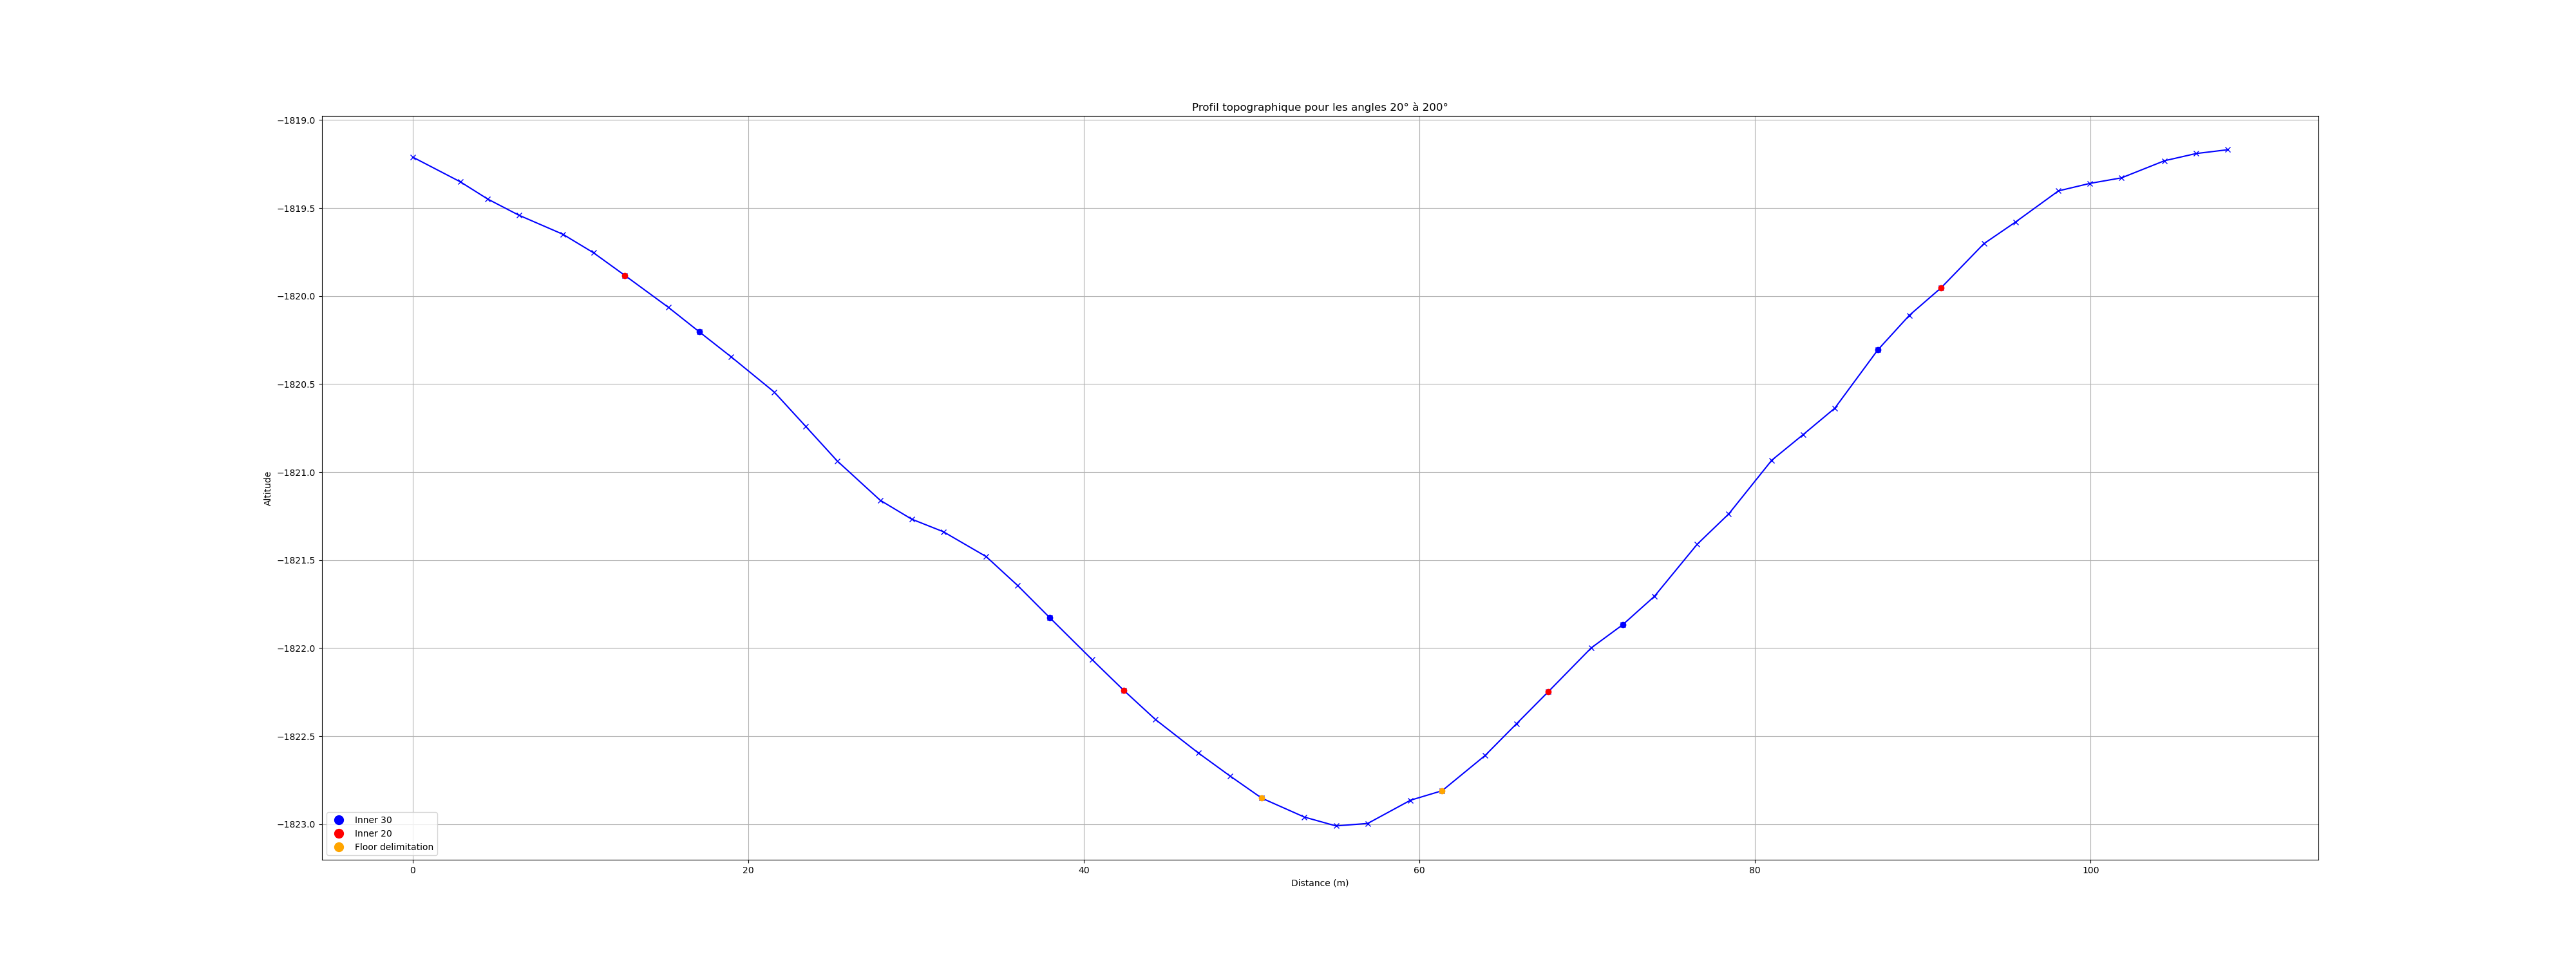 Profil topographique pour les angles 20° à 200°
−1819.0
−1819.5
−1820.0
−1820.5
−1821.0
−1821.5
−1822.0
−1822.5
−1823.0
Altitude
Inner 30
Inner 20
Floor delimitation
0 20 40 60 80 100
Distance (m)